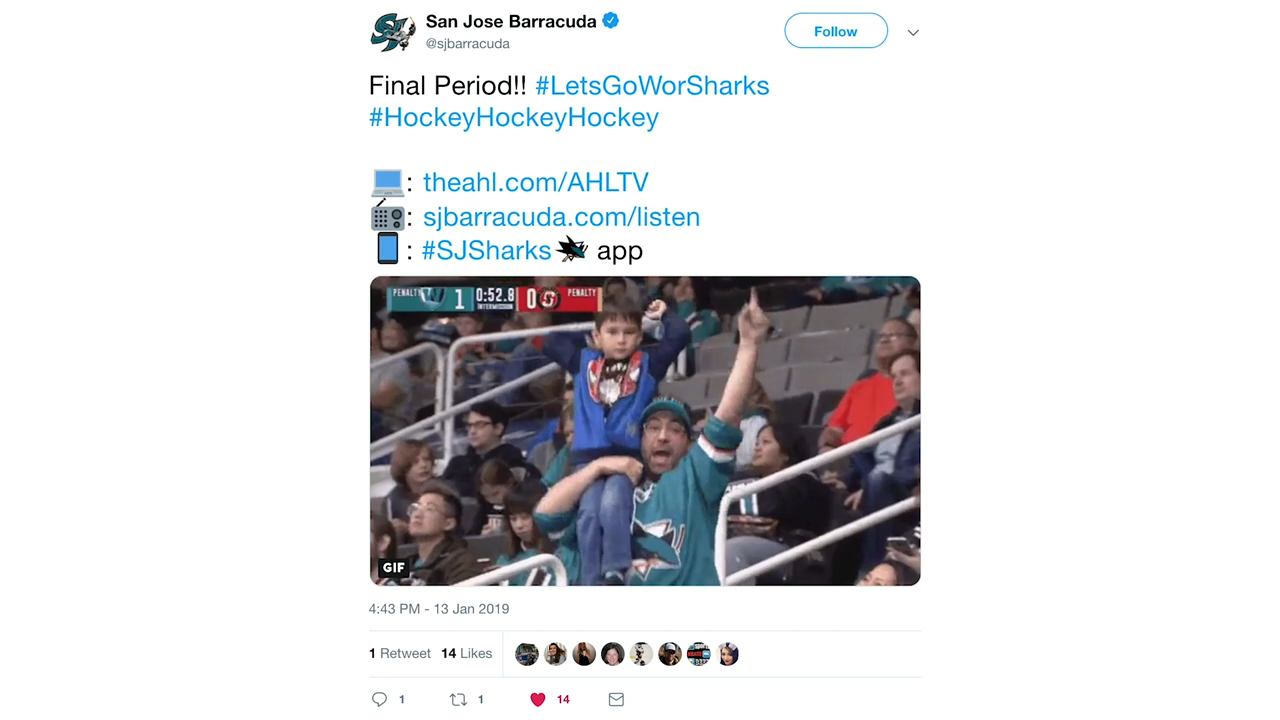 San Jose Barracuda
@sjbarracuda
Follow
Final Period!! #LetsGoWorSharks
#HockeyHockeyHockey
: theahl.com/AHLTV
: sjbarracuda.com/listen
: #SJSharks app
PENALTY 1 0:52.8 INTERMISSION 0 S PENALTY
GIF
4:43 PM - 13 Jan 2019
1 Retweet 14 Likes
1 1 14